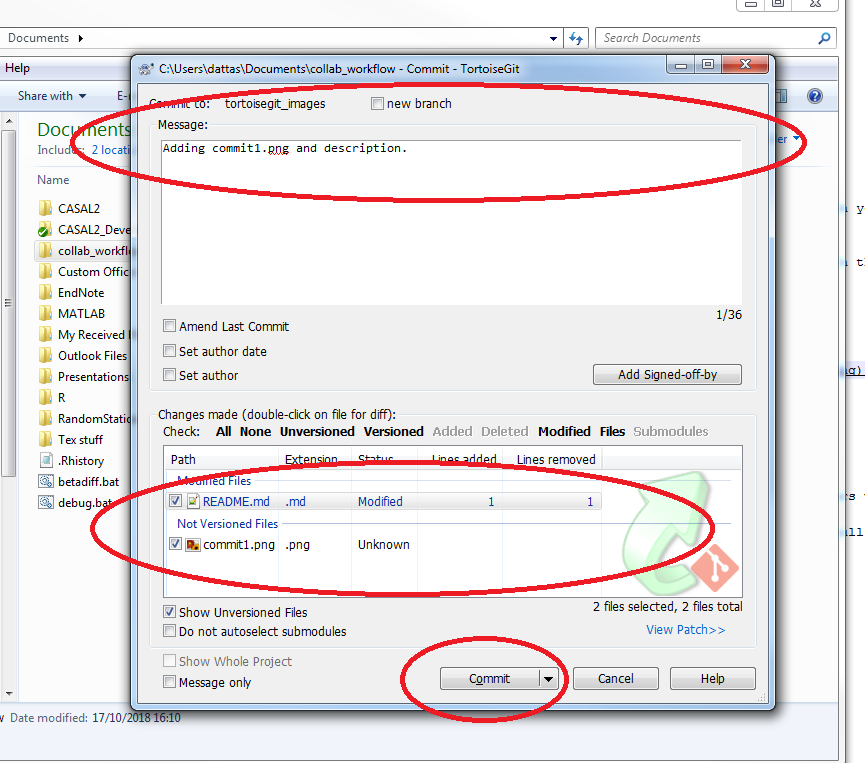 Documents
Search Documents
Help
C:\Users\dattas\Documents\collab_workflow - Commit - TortoiseGit
Share with
E-
Commit to: tortoisegit_images new branch
Message:
Adding commit1.png and description.
Documents
Includes: 2 locati
er
Name
CASAL2
CASAL2_Deve
collab_workflo
Custom Offic
EndNote
MATLAB
My Received
Outlook Files
Presentations
R
RandomStatic
Tex stuff
.Rhistory
betadiff.bat
debug.bat
1/36
Amend Last Commit
Set author date
Set author
Add Signed-off-by
Changes made (double-click on file for diff):
Check: All None Unversioned Versioned Added Deleted Modified Files Submodules
Path Extension Status Lines added Lines removed
Modified Files
README.md .md Modified 1 1
Not Versioned Files
commit1.png .png Unknown
2 files selected, 2 files total
Show Unversioned Files
Do not autoselect submodules
View Patch>>
Show Whole Project
Message only
Commit Cancel Help
Date modified: 17/10/2018 16:10